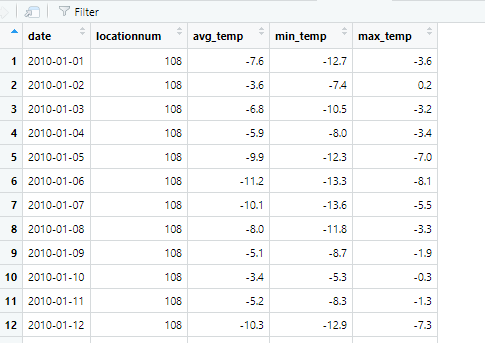 Filter
date locationnum avg_temp min_temp max_temp
1 2010-01-01 108 -7.6 -12.7 -3.6
2 2010-01-02 108 -3.6 -7.4 0.2
3 2010-01-03 108 -6.8 -10.5 -3.2
4 2010-01-04 108 -5.9 -8.0 -3.4
5 2010-01-05 108 -9.9 -12.3 -7.0
6 2010-01-06 108 -11.2 -13.3 -8.1
7 2010-01-07 108 -10.1 -13.6 -5.5
8 2010-01-08 108 -8.0 -11.8 -3.3
9 2010-01-09 108 -5.1 -8.7 -1.9
10 2010-01-10 108 -3.4 -5.3 -0.3
11 2010-01-11 108 -5.2 -8.3 -1.3
12 2010-01-12 108 -10.3 -12.9 -7.3